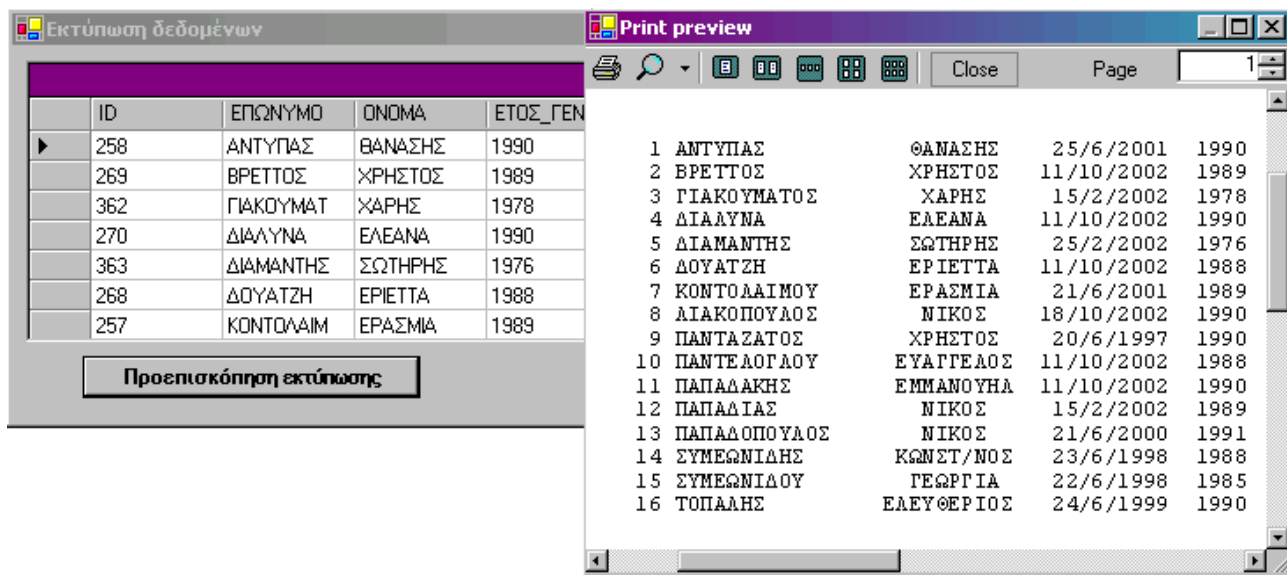 Εκτύπωση δεδομένων
ID ΕΠΩΝΥΜΟ ΟΝΟΜΑ ΕΤΟΣ_ΓΕΝ
258 ΑΝΤΥΠΑΣ ΘΑΝΑΣΗΣ 1990
269 ΒΡΕΤΤΟΣ ΧΡΗΣΤΟΣ 1989
362 ΓΙΑΚΟΥΜΑΤ ΧΑΡΗΣ 1978
270 ΔΙΑΛΥΝΑ ΕΛΕΑΝΑ 1990
363 ΔΙΑΜΑΝΤΗΣ ΣΩΤΗΡΗΣ 1976
268 ΔΟΥΑΤΖΗ ΕΡΙΕΤΤΑ 1988
257 ΚΟΝΤΟΛΑΙΜ ΕΡΑΣΜΙΑ 1989
Προεπισκόπηση εκτύπωσης
Print preview
Close Page 1
1 ΑΝΤΥΠΑΣ ΘΑΝΑΣΗΣ 25/6/2001 1990
2 ΒΡΕΤΤΟΣ ΧΡΗΣΤΟΣ 11/10/2002 1989
3 ΓΙΑΚΟΥΜΑΤΟΣ ΧΑΡΗΣ 15/2/2002 1978
4 ΔΙΑΛΥΝΑ ΕΛΕΑΝΑ 11/10/2002 1990
5 ΔΙΑΜΑΝΤΗΣ ΣΩΤΗΡΗΣ 25/2/2002 1976
6 ΔΟΥΑΤΖΗ ΕΡΙΕΤΤΑ 11/10/2002 1988
7 ΚΟΝΤΟΛΑΙΜΟΥ ΕΡΑΣΜΙΑ 21/6/2001 1989
8 ΛΙΑΚΟΠΟΥΛΟΣ ΝΙΚΟΣ 18/10/2002 1990
9 ΠΑΝΤΑΖΑΤΟΣ ΧΡΗΣΤΟΣ 20/6/1997 1990
10 ΠΑΝΤΕΛΟΓΛΟΥ ΕΥΑΓΓΕΛΟΣ 11/10/2002 1988
11 ΠΑΠΑΔΑΚΗΣ ΕΜΜΑΝΟΥΗΛ 11/10/2002 1990
12 ΠΑΠΑΔΙΑΣ ΝΙΚΟΣ 15/2/2002 1989
13 ΠΑΠΑΔΟΠΟΥΛΟΣ ΝΙΚΟΣ 21/6/2000 1991
14 ΣΥΜΕΩΝΙΔΗΣ ΚΩΝΣΤ/ΝΟΣ 23/6/1998 1988
15 ΣΥΜΕΩΝΙΔΟΥ ΓΕΩΡΓΙΑ 22/6/1998 1985
16 ΤΟΠΑΛΗΣ ΕΛΕΥΘΕΡΙΟΣ 24/6/1999 1990